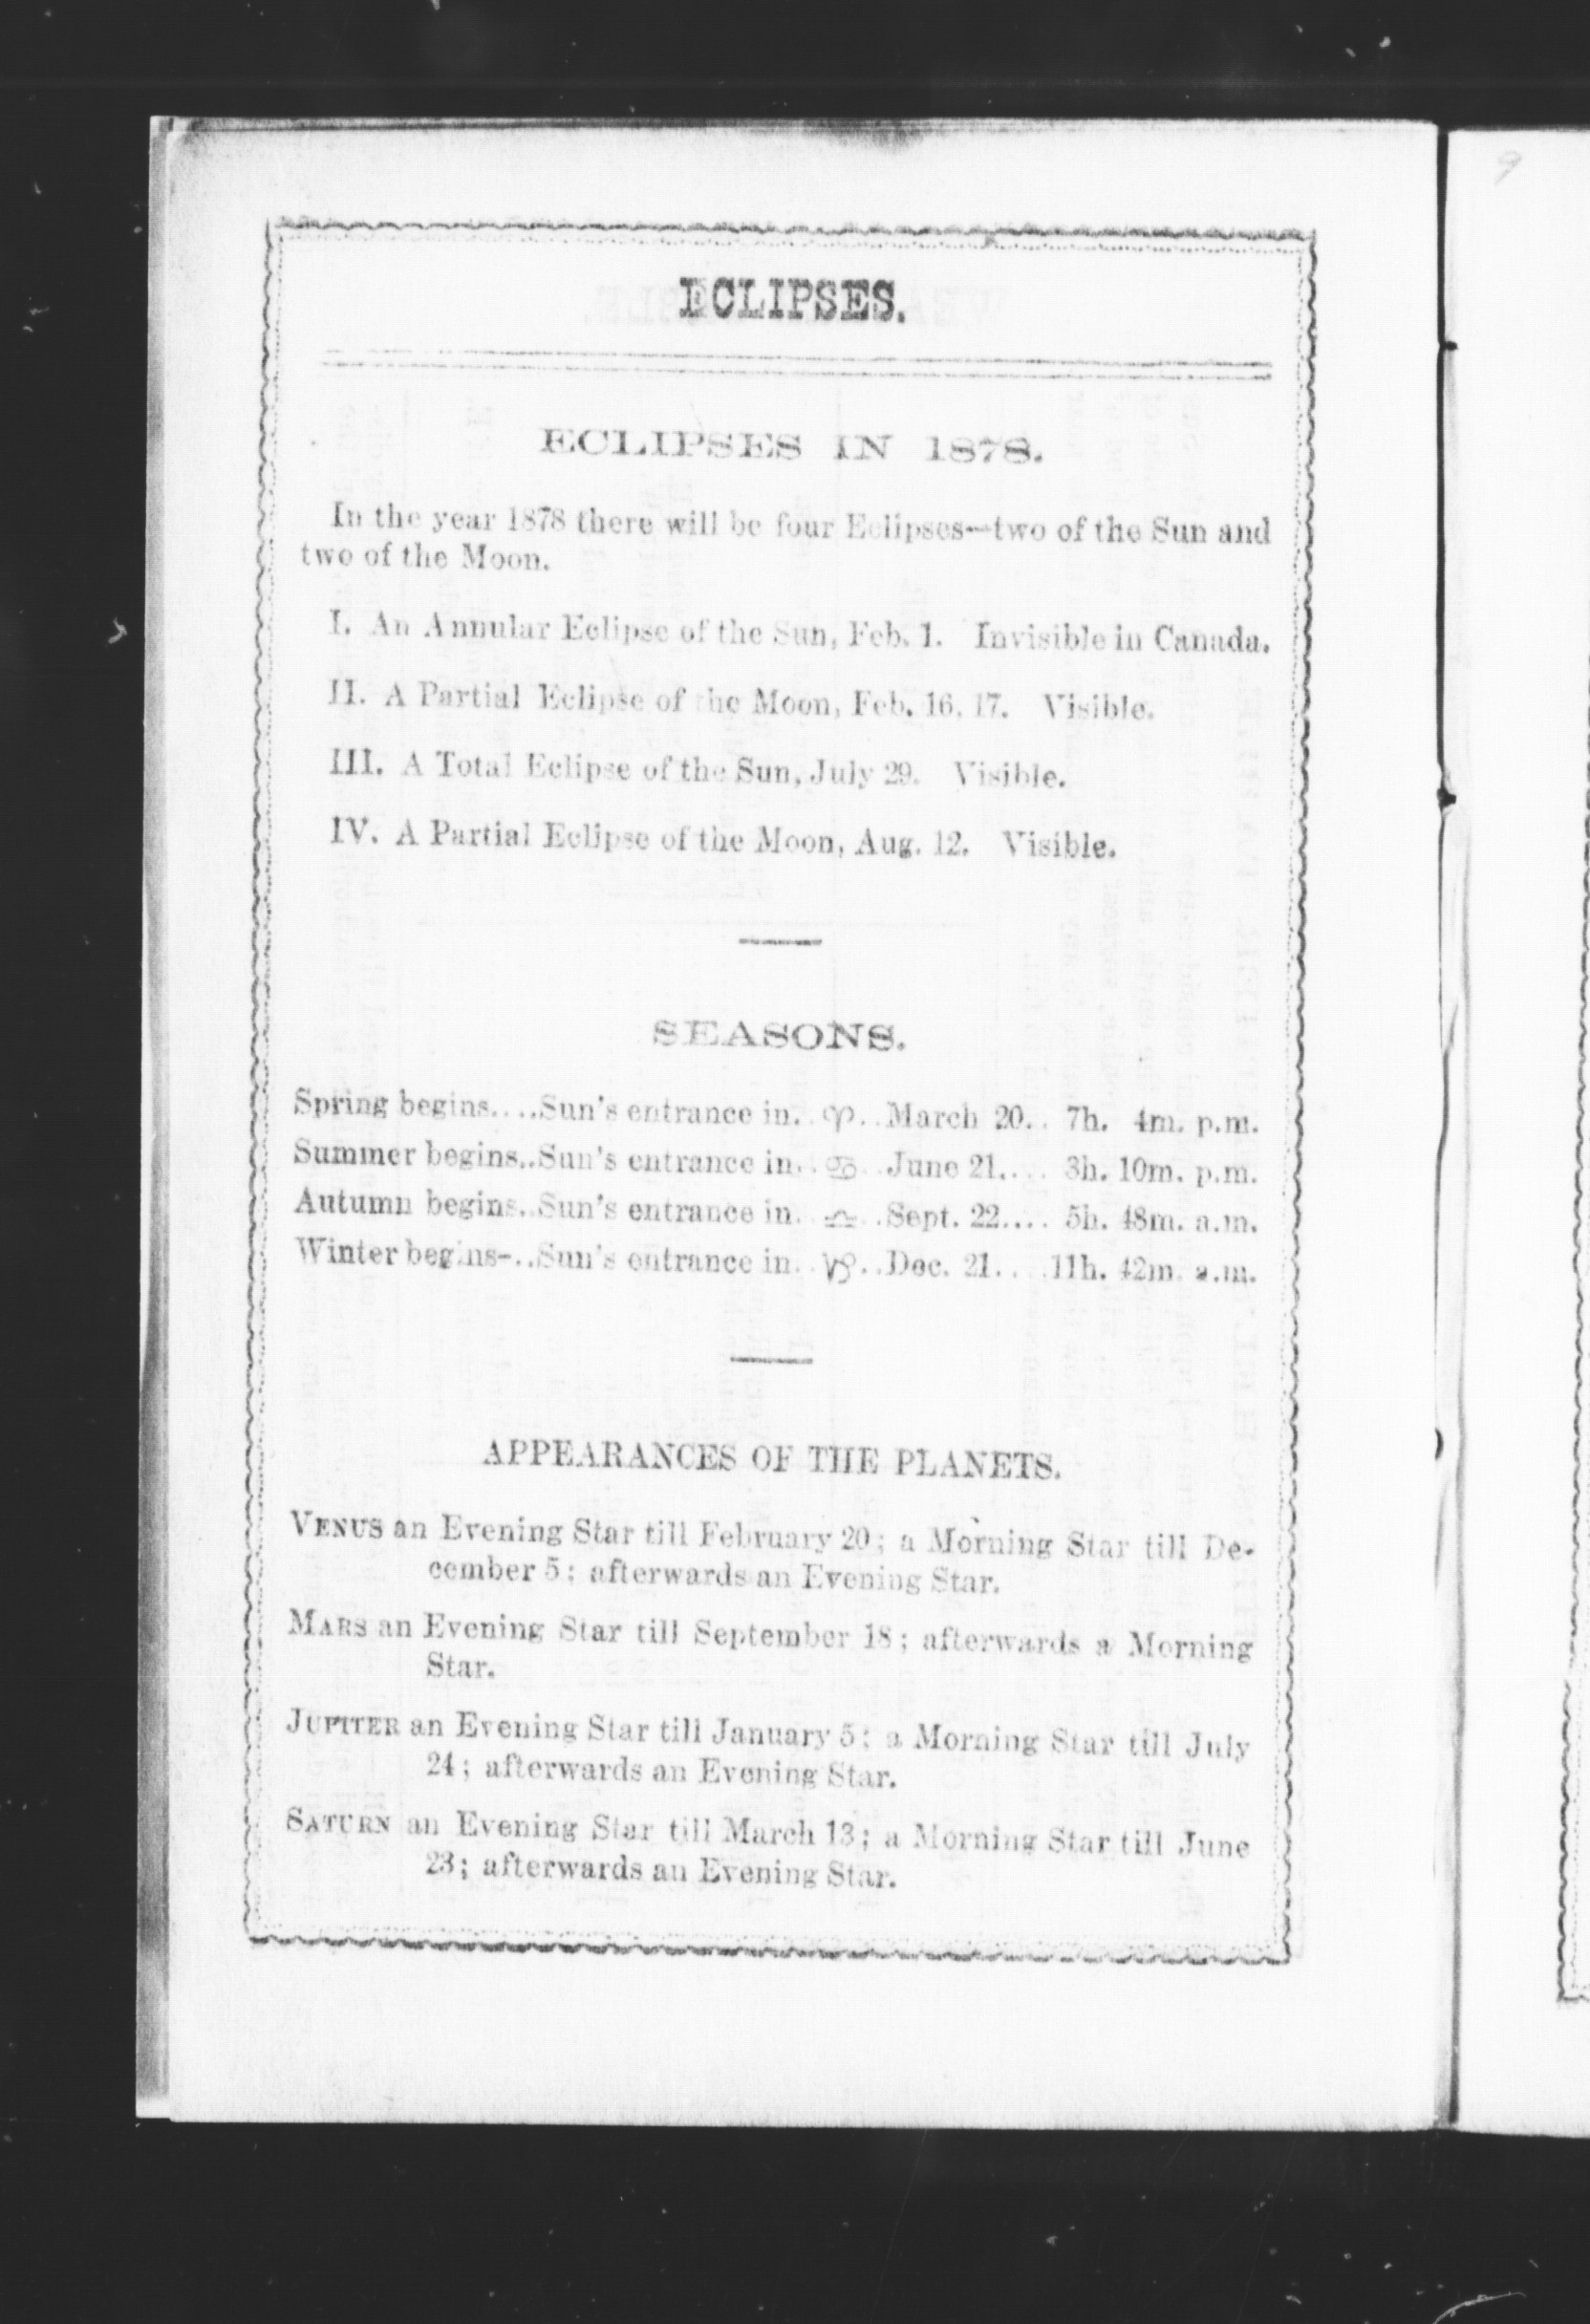 ECLIPSES.
ECLIPSES IN 1878.
In the year 1878 there will be four Eclipses—two of the Sun and
two of the Moon.
I. An Annular Eclipse of the Sun, Feb. 1. Invisible in Canada.
II. A Partial Eclipse of the Moon, Feb. 16, 17. Visible.
III. A Total Eclipse of the Sun, July 29. Visible.
IV. A Partial Eclipse of the Moon, Aug. 12. Visible.
SEASONS.
Spring begins....Sun's entrance in..♈..March 20.. 7h. 4m. p.m.
Summer begins..Sun's entrance in..♋..June 21.... 3h. 10m. p.m.
Autumn begins..Sun's entrance in..♎..Sept. 22.... 5h. 48m. a.m.
Winter begins-..Sun's entrance in..♑..Dec. 21....11h. 42m. a.m.
APPEARANCES OF THE PLANETS.
VENUS an Evening Star till February 20; a Morning Star till De-
cember 5; afterwards an Evening Star.
MARS an Evening Star till September 18; afterwards a Morning
Star.
JUPITER an Evening Star till January 5; a Morning Star till July
24; afterwards an Evening Star.
SATURN an Evening Star till March 13; a Morning Star till June
23; afterwards an Evening Star.
9